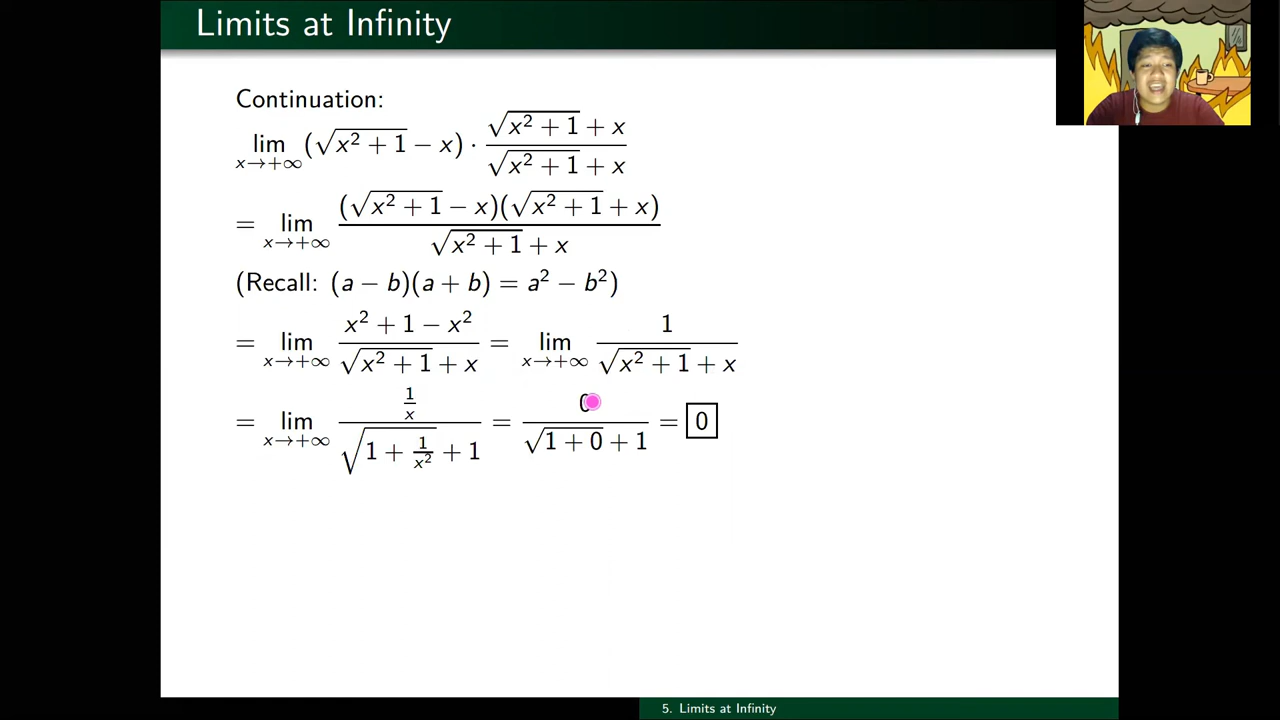 Limits at Infinity
Continuation:
lim_{x→+∞} (√(x² + 1) − x) · (√(x² + 1) + x)/(√(x² + 1) + x)
= lim_{x→+∞} ((√(x² + 1) − x)(√(x² + 1) + x))/(√(x² + 1) + x)
(Recall: (a − b)(a + b) = a² − b²)
= lim_{x→+∞} (x² + 1 − x²)/(√(x² + 1) + x) = lim_{x→+∞} 1/(√(x² + 1) + x)
= lim_{x→+∞} (1/x)/(√(1 + 1/x²) + 1) = 0/(√(1 + 0) + 1) = 0
5. Limits at Infinity